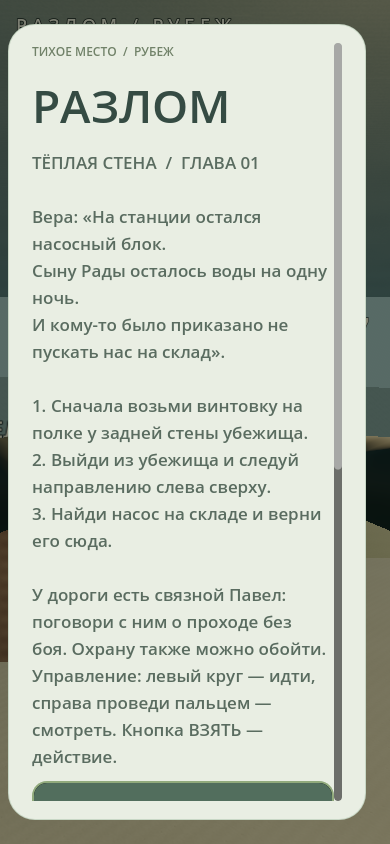 РАЗЛОМ / РУБЕЖ
ТИХОЕ МЕСТО / РУБЕЖ
РАЗЛОМ
ТЁПЛАЯ СТЕНА / ГЛАВА 01
Вера: «На станции остался
насосный блок.
Сыну Рады осталось воды на одну
ночь.
И кому-то было приказано не
пускать нас на склад».
1. Сначала возьми винтовку на
полке у задней стены убежища.
2. Выйди из убежища и следуй
направлению слева сверху.
3. Найди насос на складе и верни
его сюда.
У дороги есть связной Павел:
поговори с ним о проходе без
боя. Охрану также можно обойти.
Управление: левый круг — идти,
справа проведи пальцем —
смотреть. Кнопка ВЗЯТЬ —
действие.